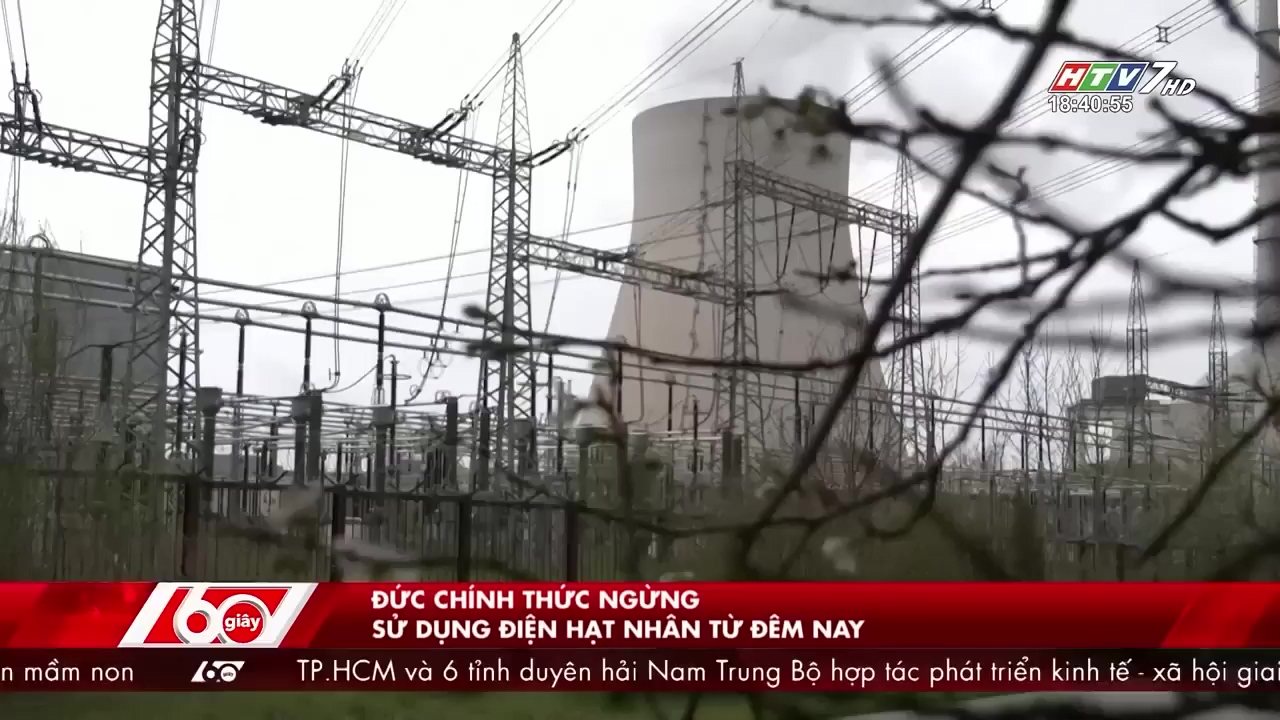 HTV7 HD
18:40:55
60 giây
ĐỨC CHÍNH THỨC NGỪNG
SỬ DỤNG ĐIỆN HẠT NHÂN TỪ ĐÊM NAY
n mầm non 60 giây TP.HCM và 6 tỉnh duyên hải Nam Trung Bộ hợp tác phát triển kinh tế - xã hội giai